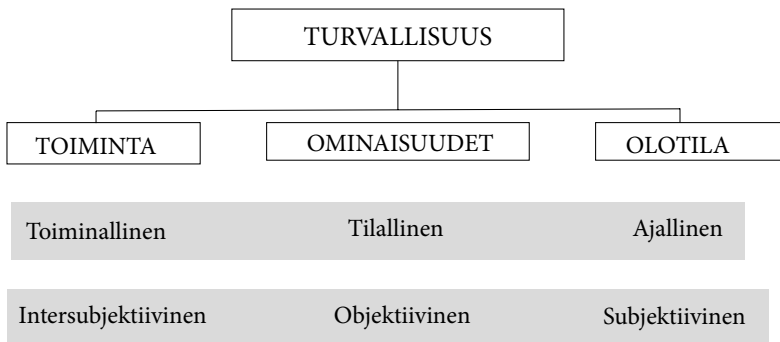 TURVALLISUUS
TOIMINTA OMINAISUUDET OLOTILA
Toiminallinen Tilallinen Ajallinen
Intersubjektiivinen Objektiivinen Subjektiivinen